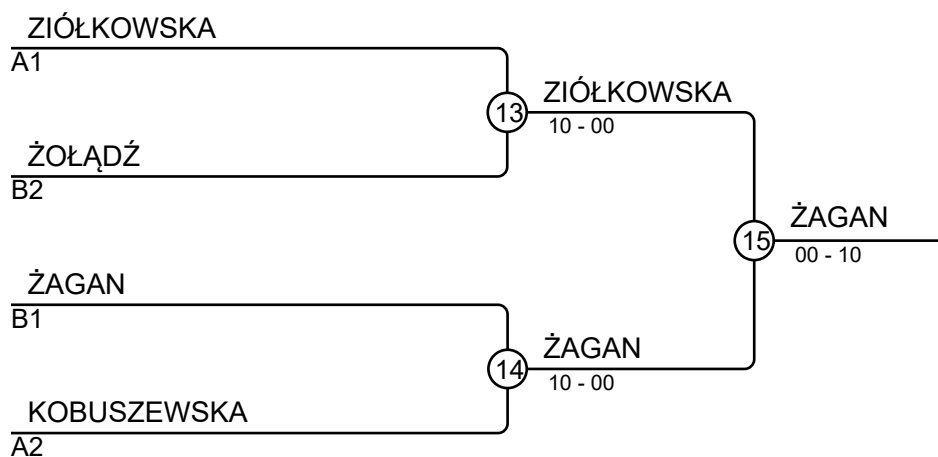 ZIÓŁKOWSKA
A1
13
ZIÓŁKOWSKA
10 - 00
ŻOŁĄDŹ
B2
15
ŻAGAN
00 - 10
ŻAGAN
B1
14
ŻAGAN
10 - 00
KOBUSZEWSKA
A2